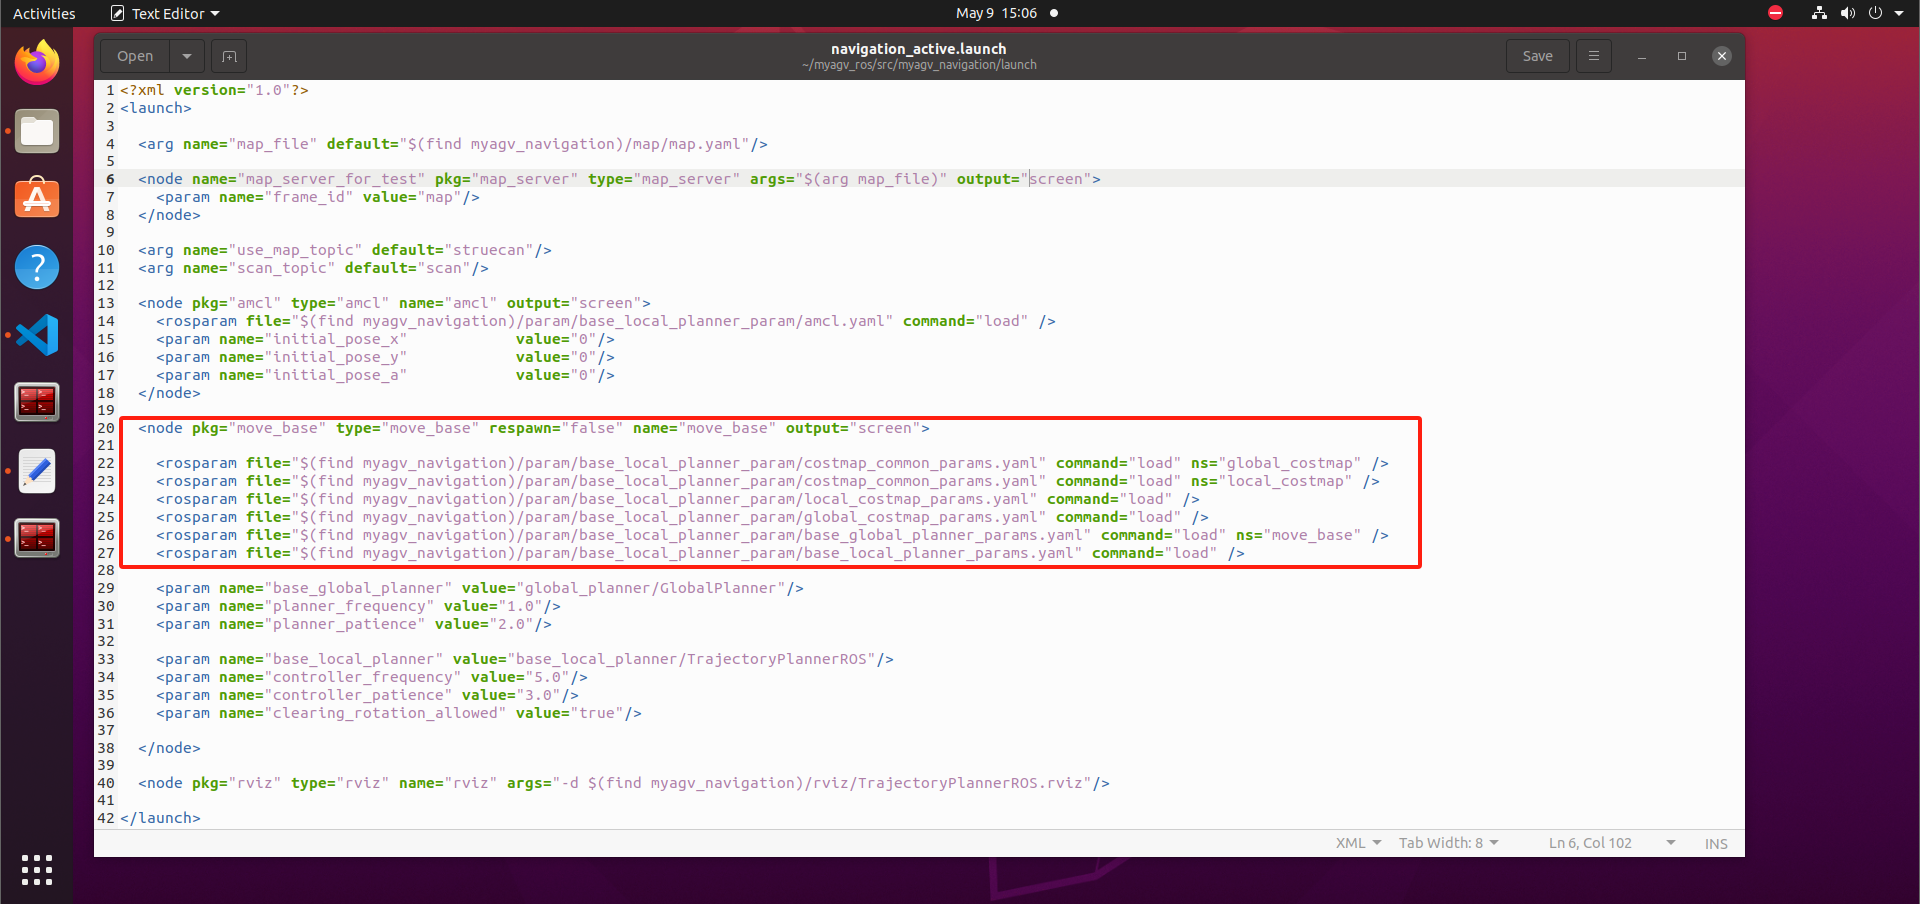 Activities
Text Editor
May 9 15:06
Open
navigation_active.launch
~/myagv_ros/src/myagv_navigation/launch
Save
1 <?xml version="1.0"?>
2 <launch>
3
4 <arg name="map_file" default="$(find myagv_navigation)/map/map.yaml"/>
5
6 <node name="map_server_for_test" pkg="map_server" type="map_server" args="$(arg map_file)" output="screen">
7 <param name="frame_id" value="map"/>
8 </node>
9
10 <arg name="use_map_topic" default="struecan"/>
11 <arg name="scan_topic" default="scan"/>
12
13 <node pkg="amcl" type="amcl" name="amcl" output="screen">
14 <rosparam file="$(find myagv_navigation)/param/base_local_planner_param/amcl.yaml" command="load" />
15 <param name="initial_pose_x" value="0"/>
16 <param name="initial_pose_y" value="0"/>
17 <param name="initial_pose_a" value="0"/>
18 </node>
19
20 <node pkg="move_base" type="move_base" respawn="false" name="move_base" output="screen">
21
22 <rosparam file="$(find myagv_navigation)/param/base_local_planner_param/costmap_common_params.yaml" command="load" ns="global_costmap" />
23 <rosparam file="$(find myagv_navigation)/param/base_local_planner_param/costmap_common_params.yaml" command="load" ns="local_costmap" />
24 <rosparam file="$(find myagv_navigation)/param/base_local_planner_param/local_costmap_params.yaml" command="load" />
25 <rosparam file="$(find myagv_navigation)/param/base_local_planner_param/global_costmap_params.yaml" command="load" />
26 <rosparam file="$(find myagv_navigation)/param/base_local_planner_param/base_global_planner_params.yaml" command="load" ns="move_base" />
27 <rosparam file="$(find myagv_navigation)/param/base_local_planner_param/base_local_planner_params.yaml" command="load" />
28
29 <param name="base_global_planner" value="global_planner/GlobalPlanner"/>
30 <param name="planner_frequency" value="1.0"/>
31 <param name="planner_patience" value="2.0"/>
32
33 <param name="base_local_planner" value="base_local_planner/TrajectoryPlannerROS"/>
34 <param name="controller_frequency" value="5.0"/>
35 <param name="controller_patience" value="3.0"/>
36 <param name="clearing_rotation_allowed" value="true"/>
37
38 </node>
39
40 <node pkg="rviz" type="rviz" name="rviz" args="-d $(find myagv_navigation)/rviz/TrajectoryPlannerROS.rviz"/>
41
42 </launch>
XML
Tab Width: 8
Ln 6, Col 102
INS